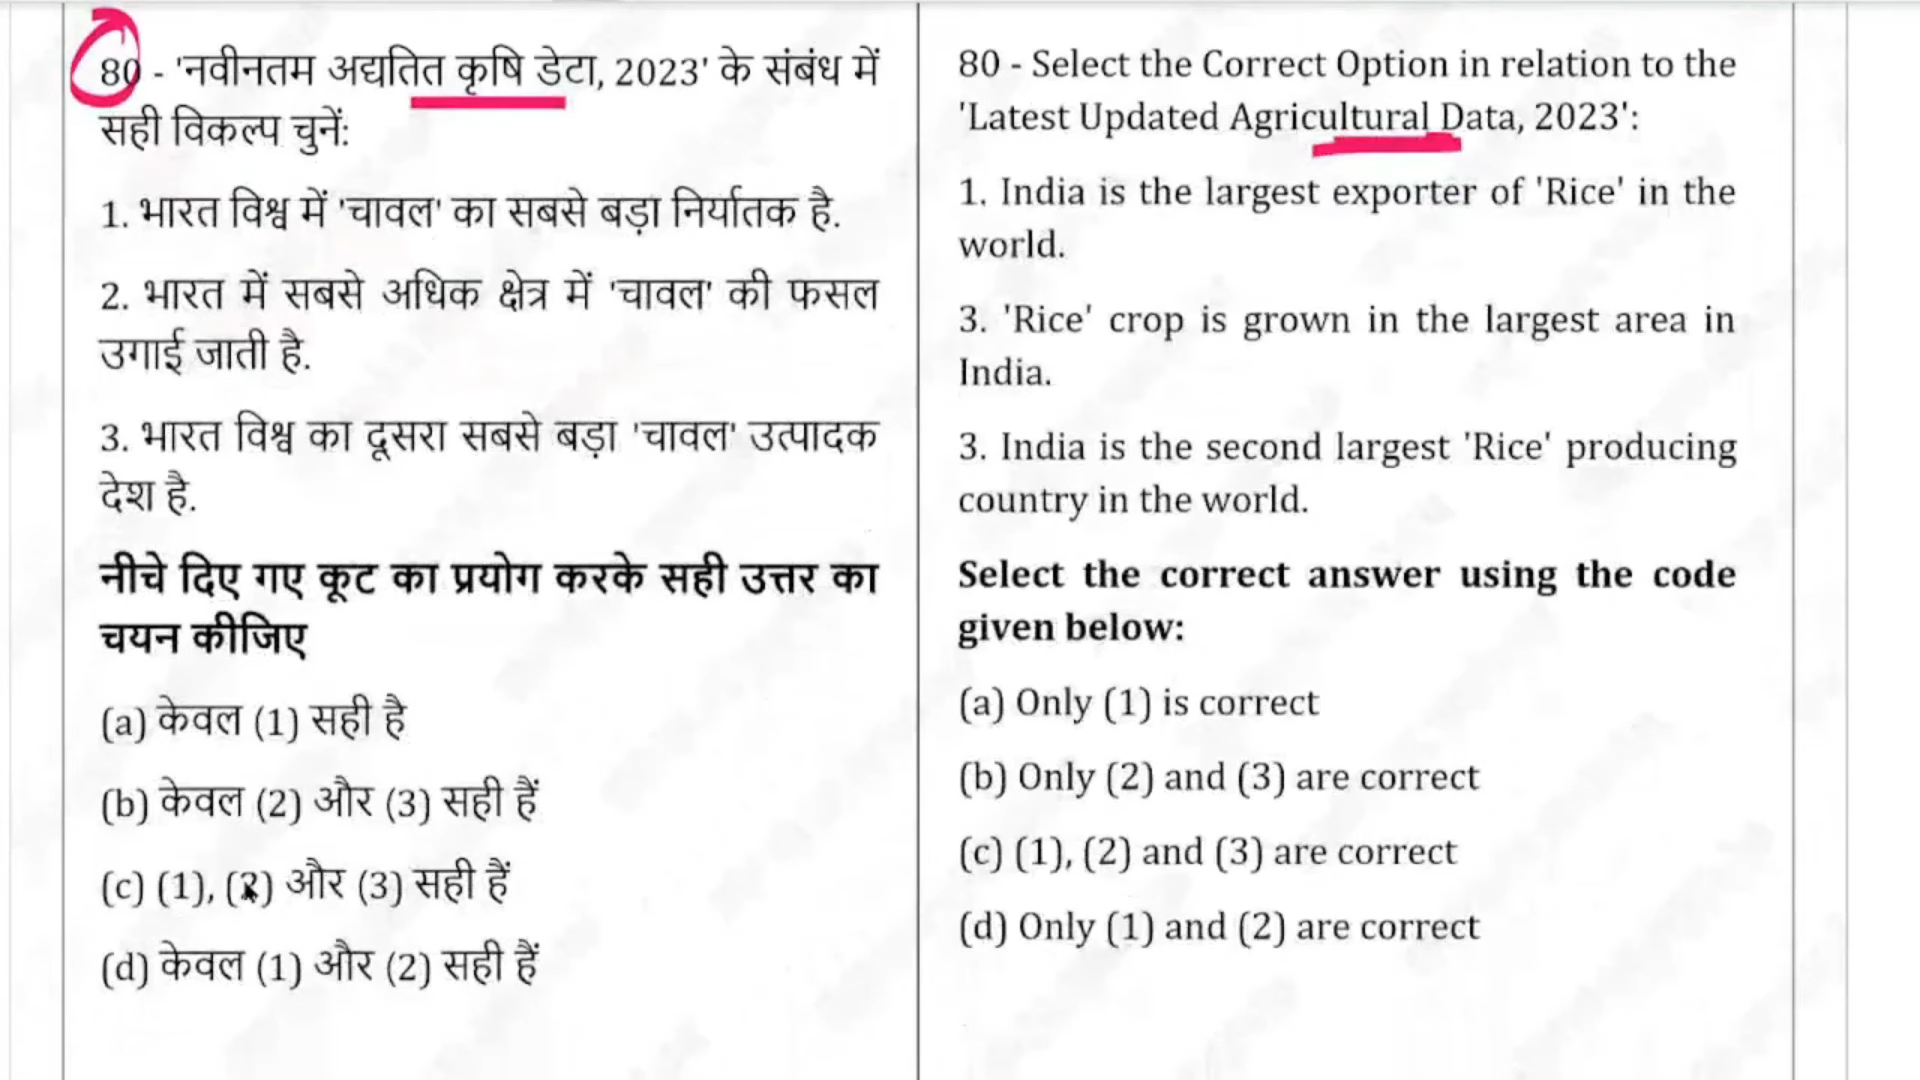 80 - 'नवीनतम अद्यतित कृषि डेटा, 2023' के संबंध में
सही विकल्प चुनें:
1. भारत विश्व में 'चावल' का सबसे बड़ा निर्यातक है.
2. भारत में सबसे अधिक क्षेत्र में 'चावल' की फसल
उगाई जाती है.
3. भारत विश्व का दूसरा सबसे बड़ा 'चावल' उत्पादक
देश है.
नीचे दिए गए कूट का प्रयोग करके सही उत्तर का
चयन कीजिए
(a) केवल (1) सही है
(b) केवल (2) और (3) सही हैं
(c) (1), (2) और (3) सही हैं
(d) केवल (1) और (2) सही हैं
80 - Select the Correct Option in relation to the
'Latest Updated Agricultural Data, 2023':
1. India is the largest exporter of 'Rice' in the
world.
3. 'Rice' crop is grown in the largest area in
India.
3. India is the second largest 'Rice' producing
country in the world.
Select the correct answer using the code
given below:
(a) Only (1) is correct
(b) Only (2) and (3) are correct
(c) (1), (2) and (3) are correct
(d) Only (1) and (2) are correct